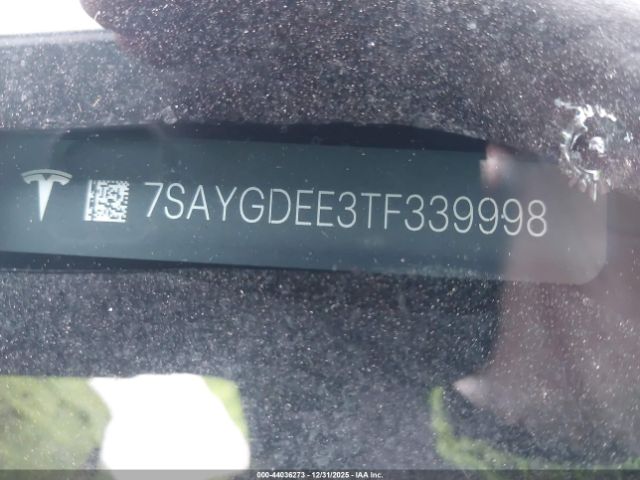 7SAYGDEE3TF339998
000-44036273 - 12/31/2025 - IAA Inc.